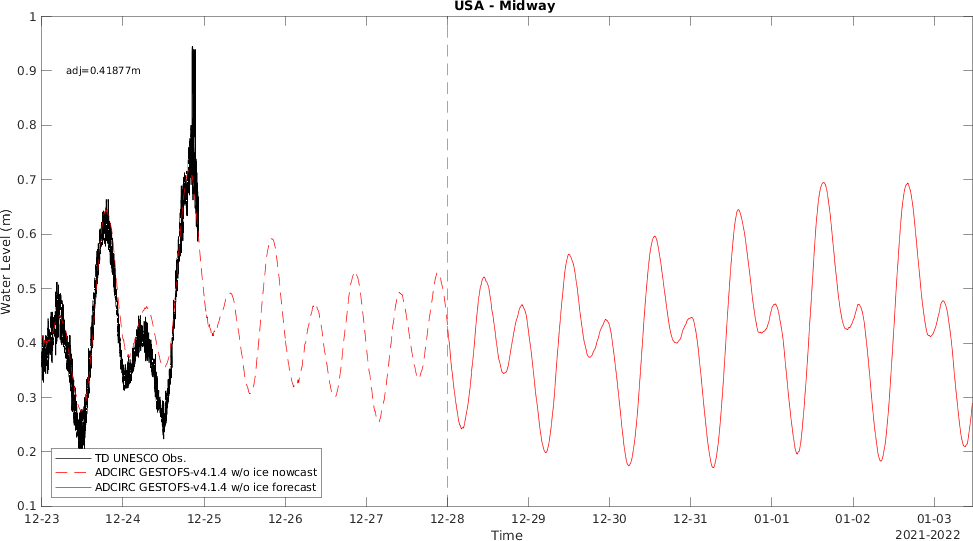 USA - Midway
1
0.9
0.8
0.7
0.6
0.5
0.4
0.3
0.2
0.1
Water Level (m)
adj=0.41877m
TD UNESCO Obs.
ADCIRC GESTOFS-v4.1.4 w/o ice nowcast
ADCIRC GESTOFS-v4.1.4 w/o ice forecast
12-23 12-24 12-25 12-26 12-27 12-28 12-29 12-30 12-31 01-01 01-02 01-03
Time
2021-2022